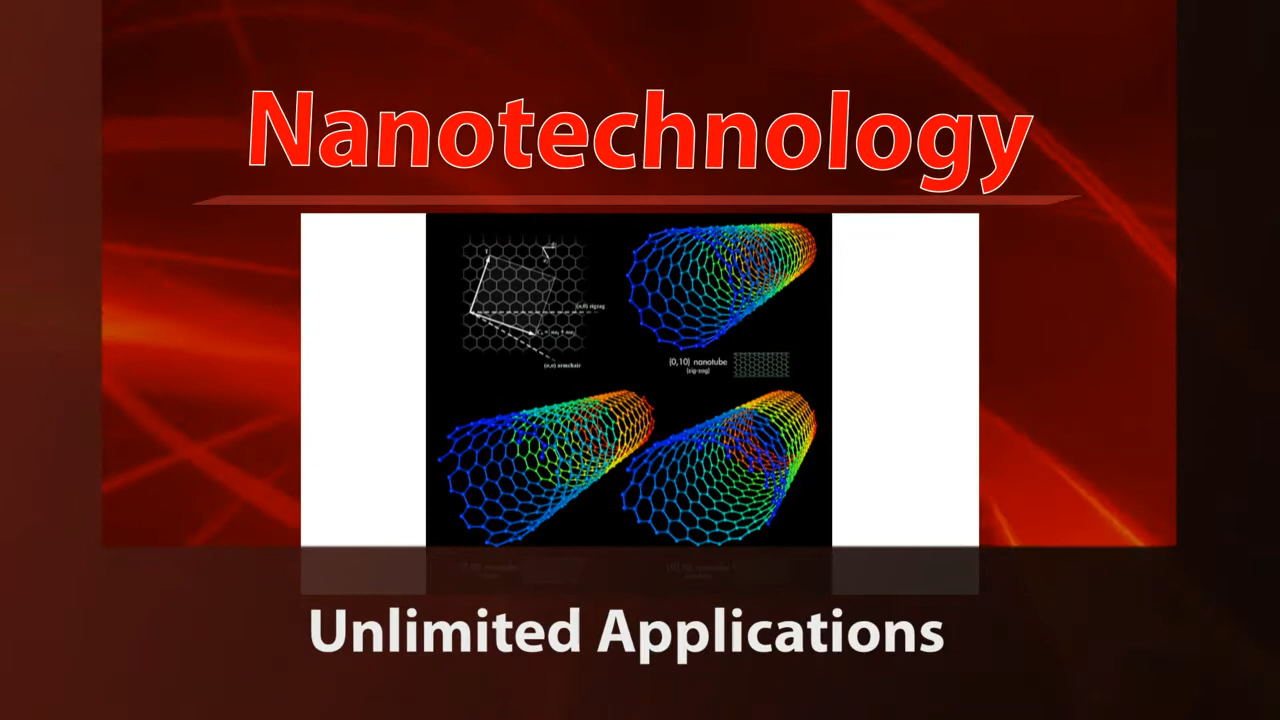 Nanotechnology
(n,0) zigzag
(n,n) armchair
(0,10) nanotube
(zig-zag)
Unlimited Applications